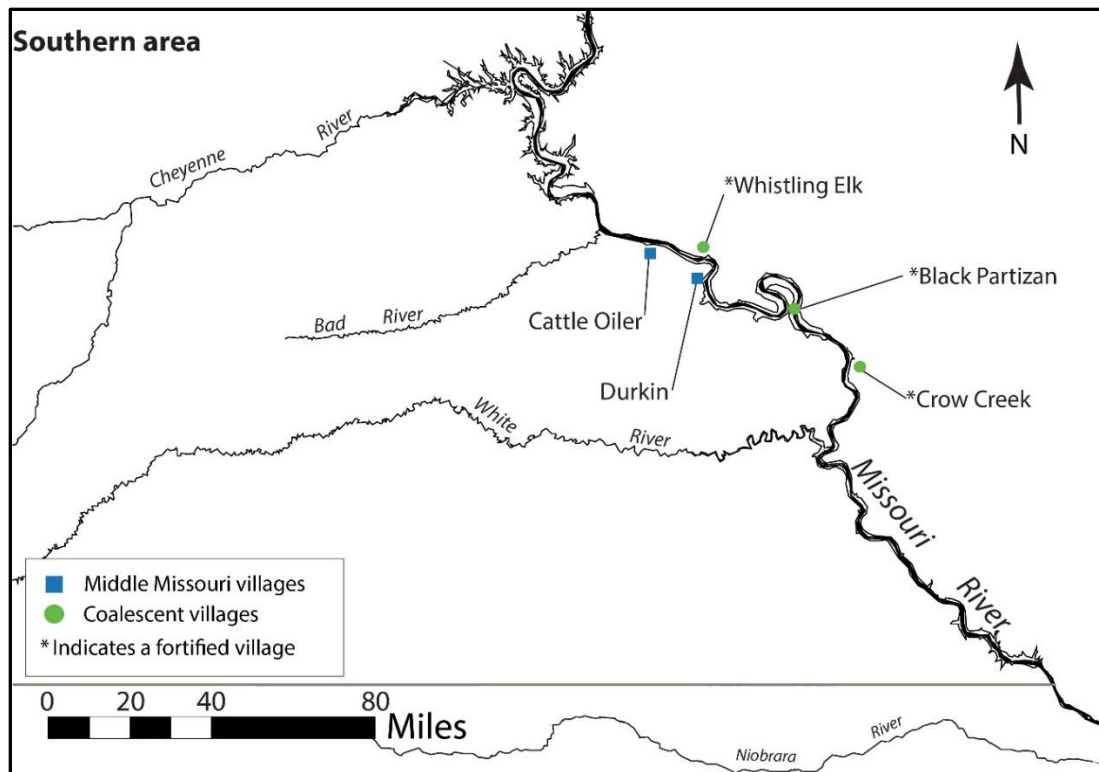 Southern area
N
Cheyenne River
*Whistling Elk
*Black Partizan
Bad River
Cattle Oiler
Durkin
*Crow Creek
White River
Missouri River
Middle Missouri villages
Coalescent villages
*Indicates a fortified village
0 20 40 80
Miles
Niobrara River